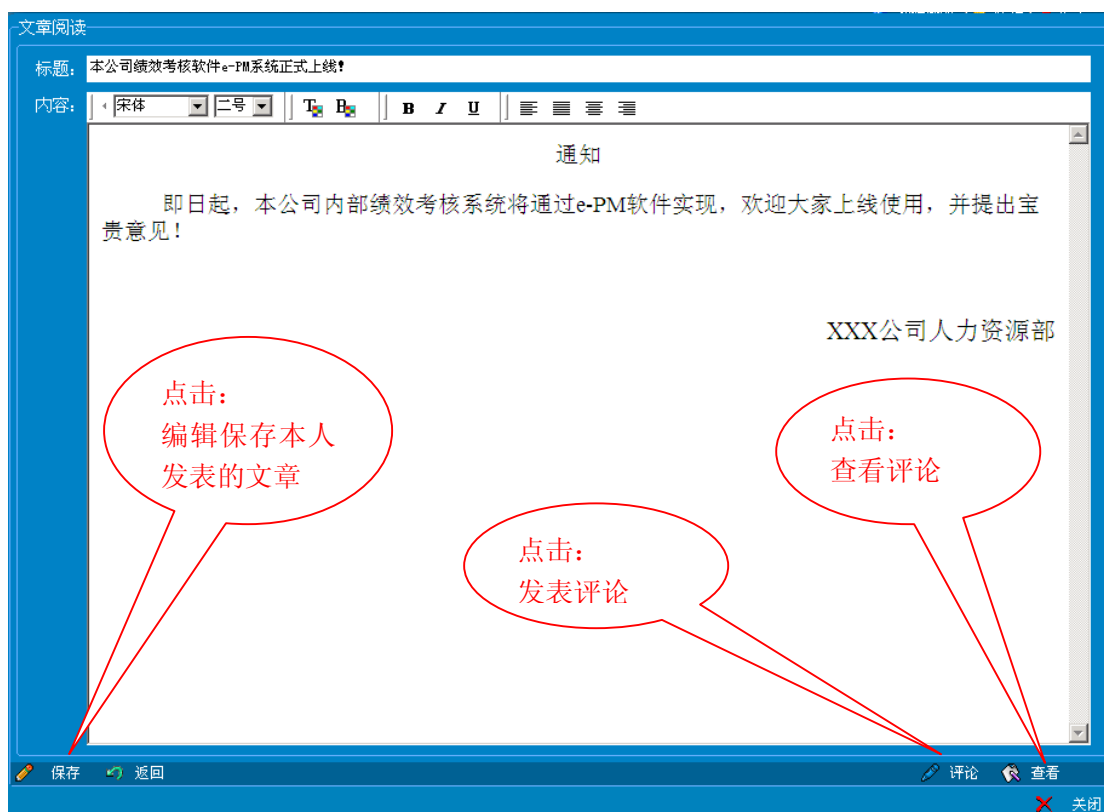 文章阅读
标题：
本公司绩效考核软件e-PM系统正式上线！
内容：
宋体
二号
B I U
通知
即日起，本公司内部绩效考核系统将通过e-PM软件实现，欢迎大家上线使用，并提出宝
贵意见！
XXX公司人力资源部
点击：
编辑保存本人
发表的文章
点击：
查看评论
点击：
发表评论
保存
返回
评论
查看
关闭